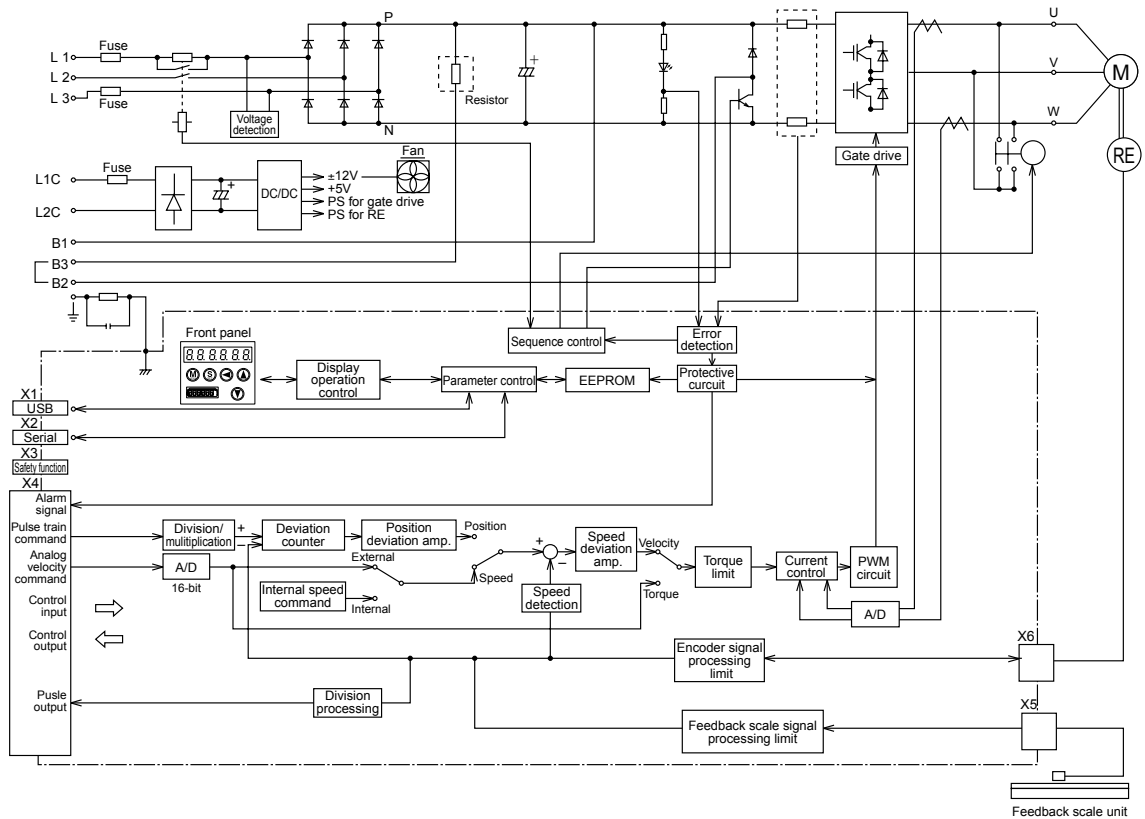 P
U
L 1
Fuse
L 2
V
M
L 3
Fuse
Voltage
detection
Resistor
N
W
Gate drive
RE
Fan
L1C
Fuse
DC/DC
±12V
+5V
PS for gate drive
PS for RE
L2C
B1
B3
B2
Front panel
8.8.8.8.8.8.
M
S
Sequence control
Error
detection
Display
operation
control
Parameter control
EEPROM
Protective
curcuit
X1
USB
X2
Serial
X3
Safety function
X4
Alarm
signal
Pulse train
command
Division/
muitiplication
+
−
Deviation
counter
Position
deviation amp.
Position
Analog
velocity
command
A/D
16-bit
External
Internal speed
command
Internal
Speed
+
−
Speed
deviation
amp.
Velocity
Speed
detection
Torque
Torque
limit
Current
control
PWM
circuit
A/D
Control
input
Control
output
Encoder signal
processing
limit
X6
Pusle
output
Division
processing
Feedback scale signal
processing limit
X5
Feedback scale unit